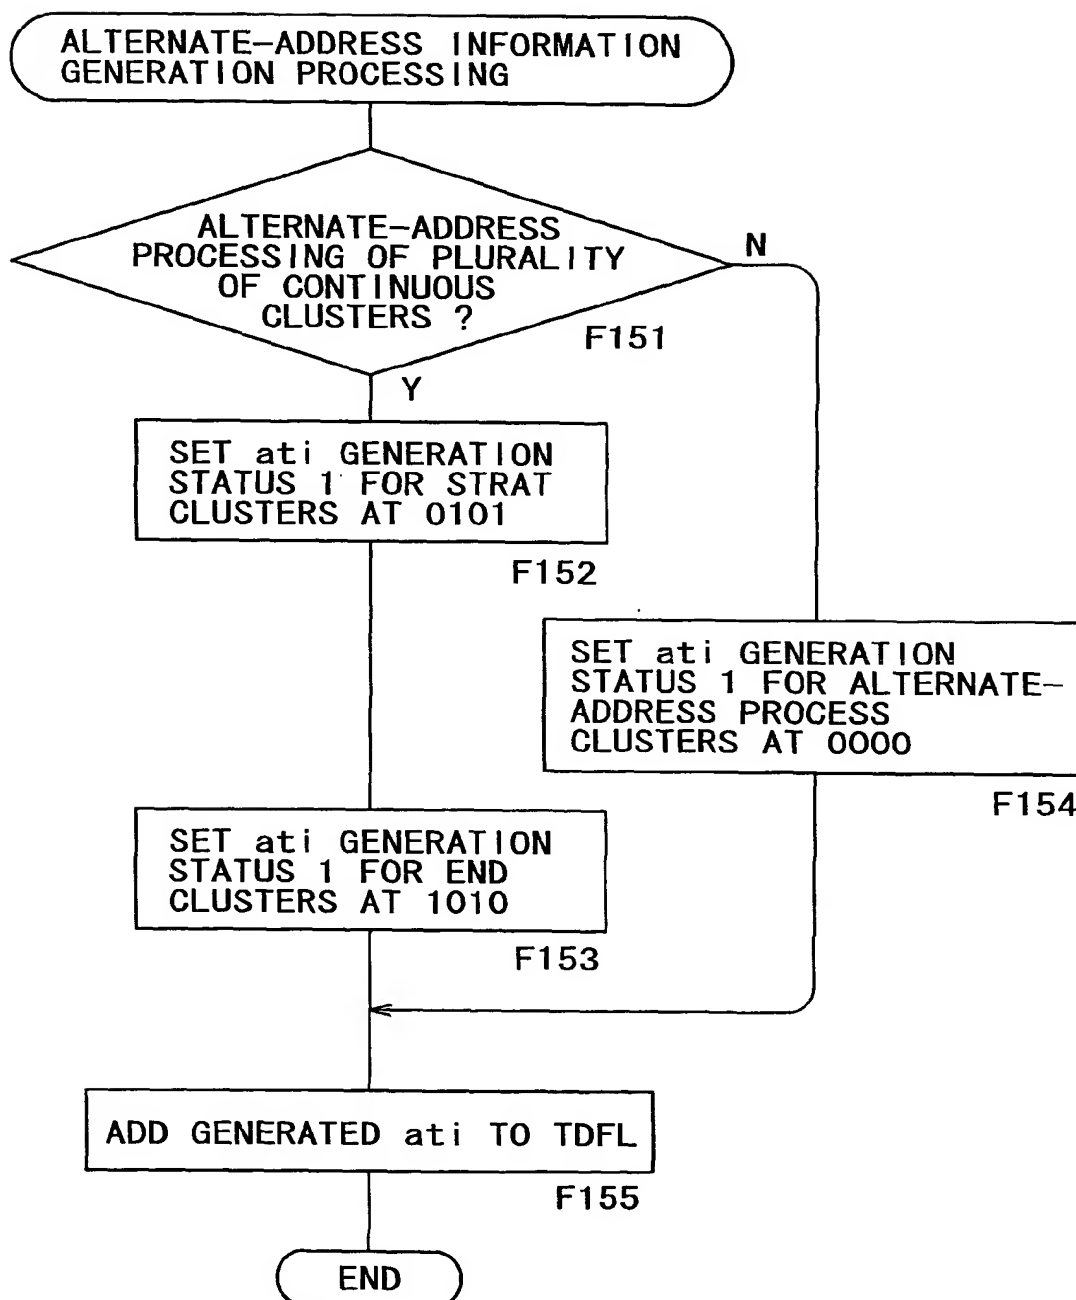 ALTERNATE-ADDRESS INFORMATION
GENERATION PROCESSING
ALTERNATE-ADDRESS
PROCESSING OF PLURALITY
OF CONTINUOUS
CLUSTERS ?
N
F151
Y
SET ati GENERATION
STATUS 1 FOR STRAT
CLUSTERS AT 0101
F152
SET ati GENERATION
STATUS 1 FOR ALTERNATE-
ADDRESS PROCESS
CLUSTERS AT 0000
F154
SET ati GENERATION
STATUS 1 FOR END
CLUSTERS AT 1010
F153
ADD GENERATED ati TO TDFL
F155
END